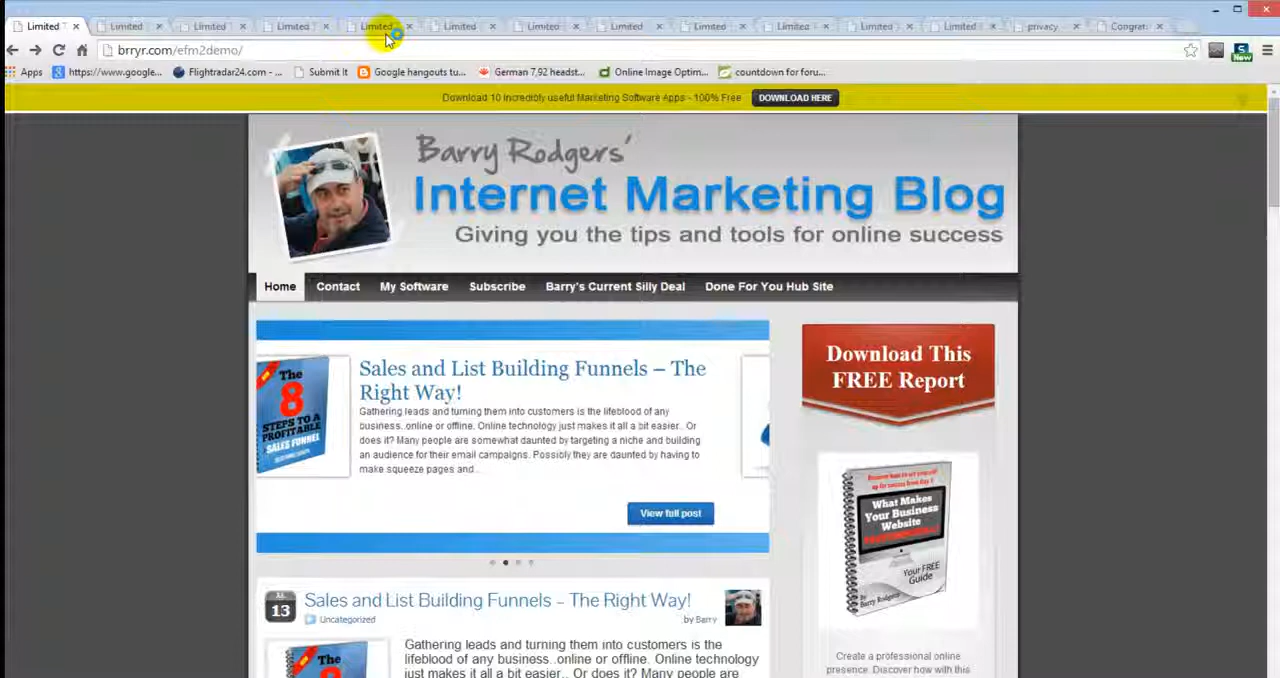 Limited Limited Limited Limited Limited Limited Limited Limited Limited Limited Limited Limited privacy Congrat
brryr.com/efm2demo/
Apps https://www.google... Flightradar24.com - ... Submit It Google hangouts tu... German 7,92 headst... Online Image Optim... countdown for foru...
New
Download 10 Incredibly useful Marketing Software Apps - 100% Free DOWNLOAD HERE
Barry Rodgers'
Internet Marketing Blog
Giving you the tips and tools for online success
Home Contact My Software Subscribe Barry's Current Silly Deal Done For You Hub Site
The
8
STEPS TO A
PROFITABLE
SALES FUNNEL
Sales and List Building Funnels – The
Right Way!
Gathering leads and turning them into customers is the lifeblood of any
business..online or offline. Online technology just makes it all a bit easier.. Or
does it? Many people are somewhat daunted by targeting a niche and building
an audience for their email campaigns. Possibly they are daunted by having to
make squeeze pages and...
View full post
Download This
FREE Report
What Makes
Your Business
Website
Your FREE
Guide
by Barry Rodgers
JUL
13
Sales and List Building Funnels – The Right Way!
Uncategorized
by Barry
The
Gathering leads and turning them into customers is the
lifeblood of any business..online or offline. Online technology
just makes it all a bit easier.. Or does it? Many people are
Create a professional online
presence. Discover how with this